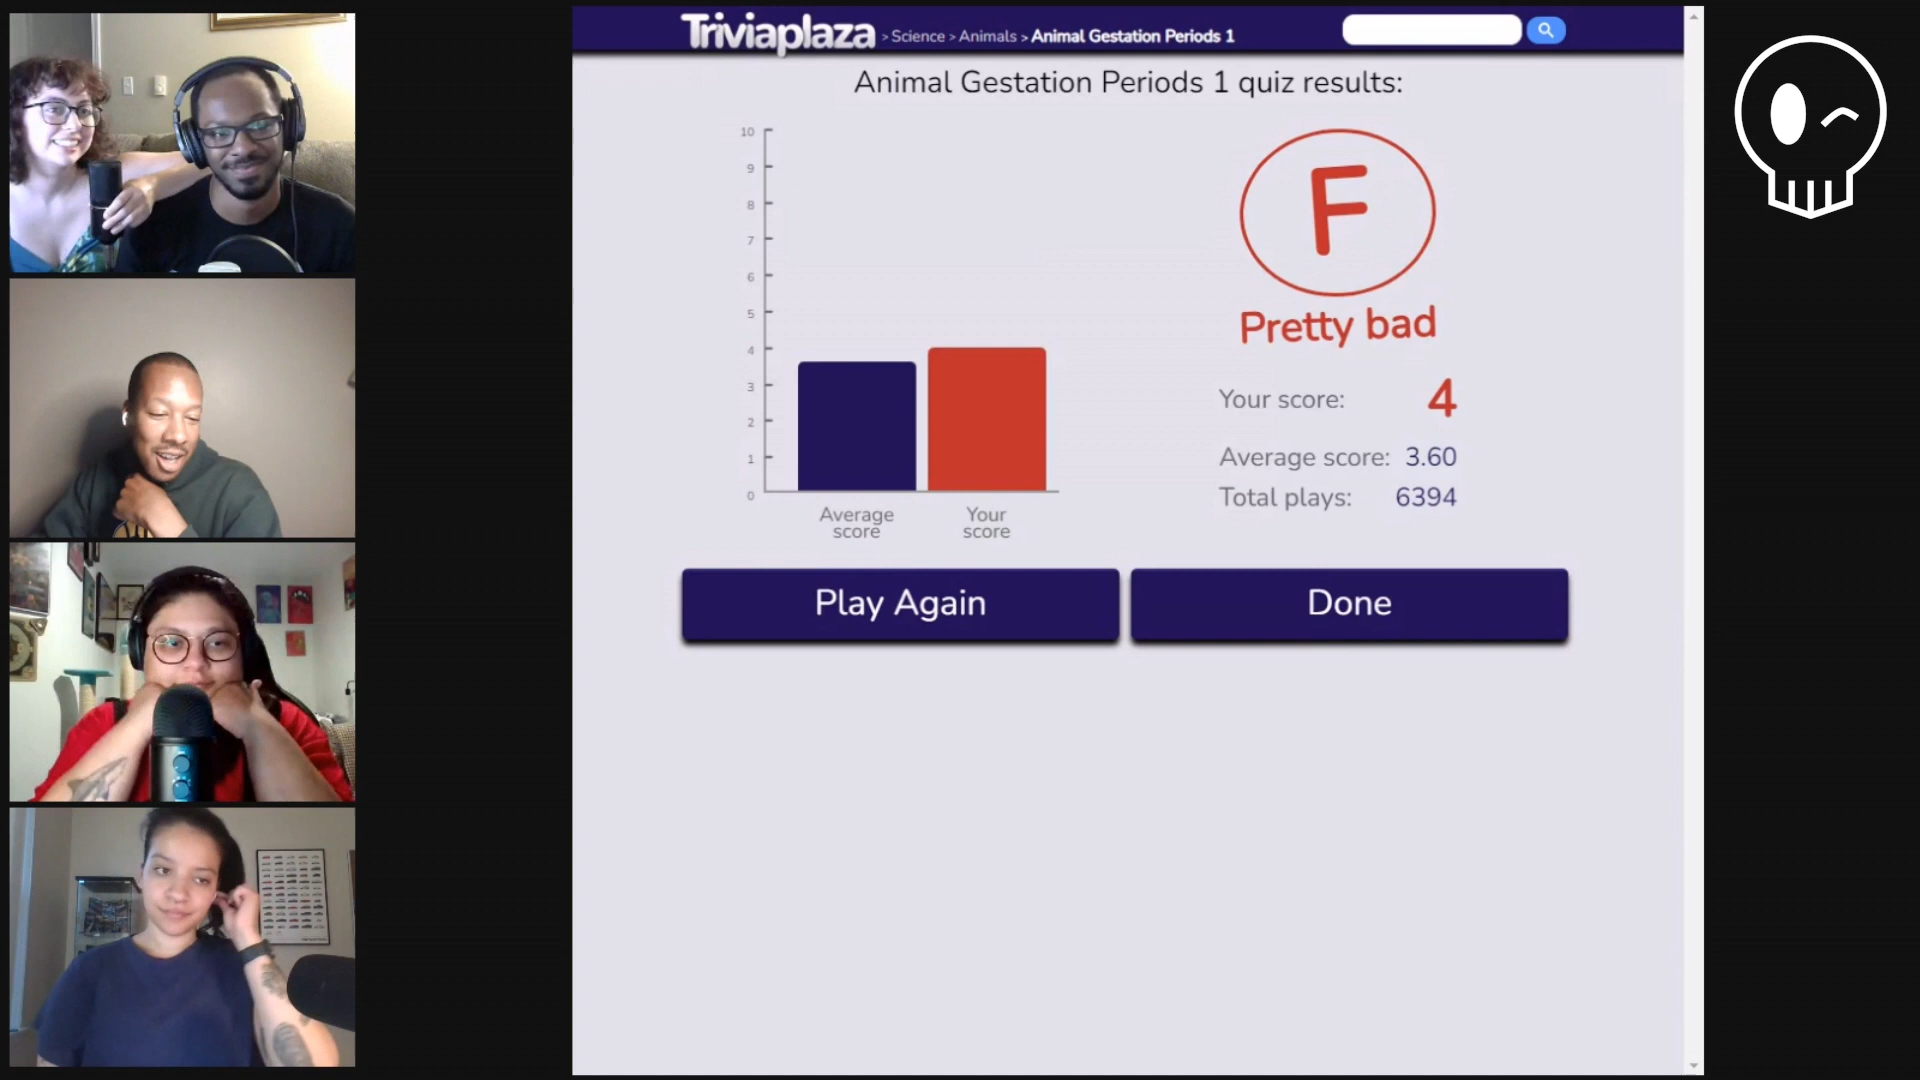 Triviaplaza > Science > Animals > Animal Gestation Periods 1
Animal Gestation Periods 1 quiz results:
10
9
8
7
6
5
4
3
2
1
0
Average
score
Your
score
F
Pretty bad
Your score: 4
Average score: 3.60
Total plays: 6394
Play Again
Done